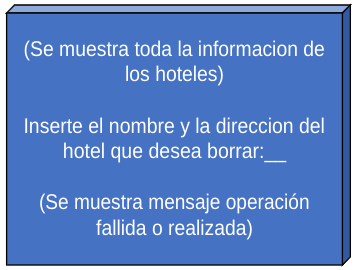 (Se muestra toda la informacion de
los hoteles)
Inserte el nombre y la direccion del
hotel que desea borrar:__
(Se muestra mensaje operación
fallida o realizada)